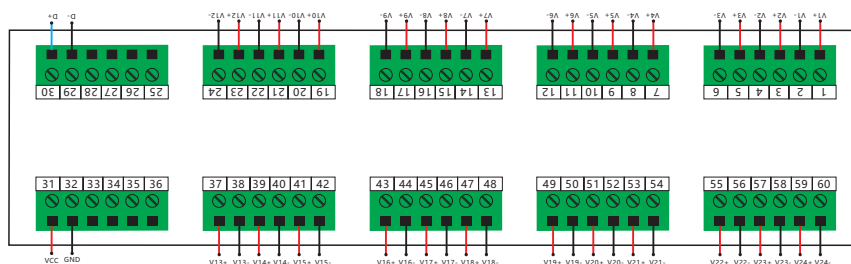 D+ D- V12- V12+ V11- V11+ V10- V10+ V9- V9+ V8- V8+ V7- V7+ V6- V6+ V5- V5+ V4- V4+ V3- V3+ V2- V2+ V1- V1+
30 29 28 27 26 25 24 23 22 21 20 19 18 17 16 15 14 13 12 11 10 9 8 7 6 5 4 3 2 1
31 32 33 34 35 36 37 38 39 40 41 42 43 44 45 46 47 48 49 50 51 52 53 54 55 56 57 58 59 60
VCC GND V13+ V13- V14+ V14- V15+ V15- V16+ V16- V17+ V17- V18+ V18- V19+ V19- V20+ V20- V21+ V21- V22+ V22- V23+ V23- V24+ V24-